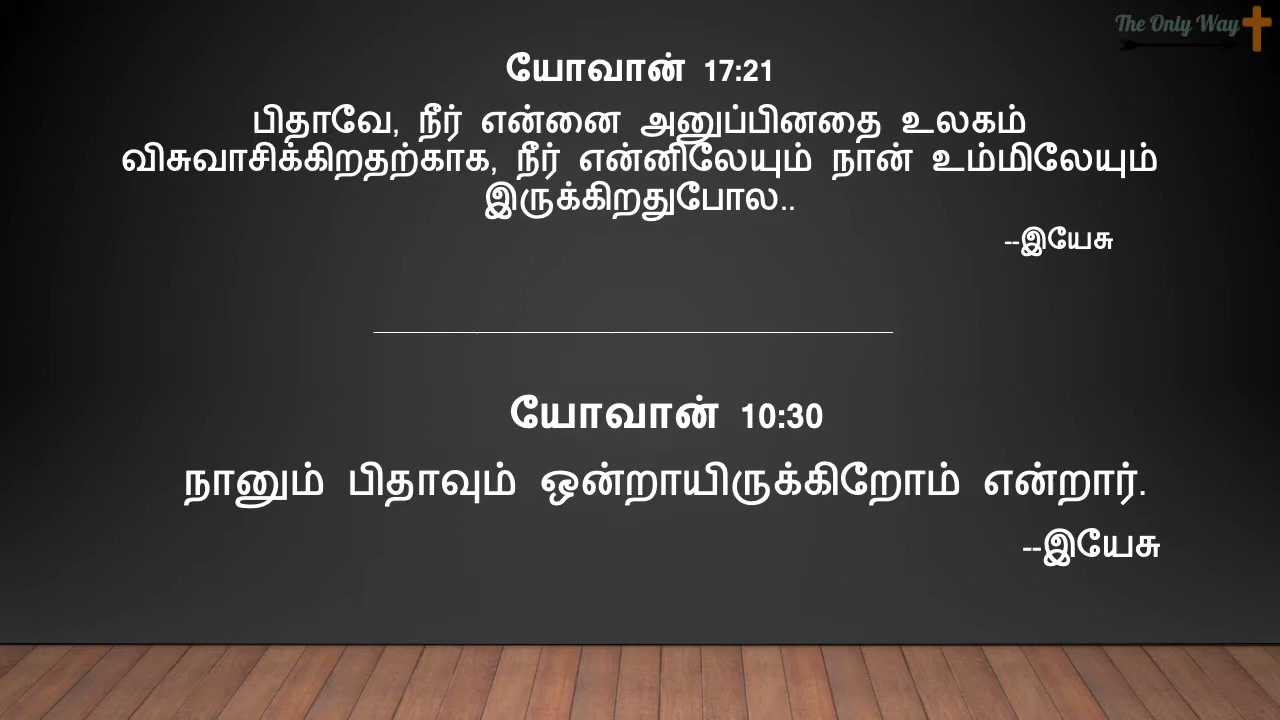 The Only Way
யோவான் 17:21
பிதாவே, நீர் என்னை அனுப்பினதை உலகம்
விசுவாசிக்கிறதற்காக, நீர் என்னிலேயும் நான் உம்மிலேயும்
இருக்கிறதுபோல..
--இயேசு
யோவான் 10:30
நானும் பிதாவும் ஒன்றாயிருக்கிறோம் என்றார்.
--இயேசு